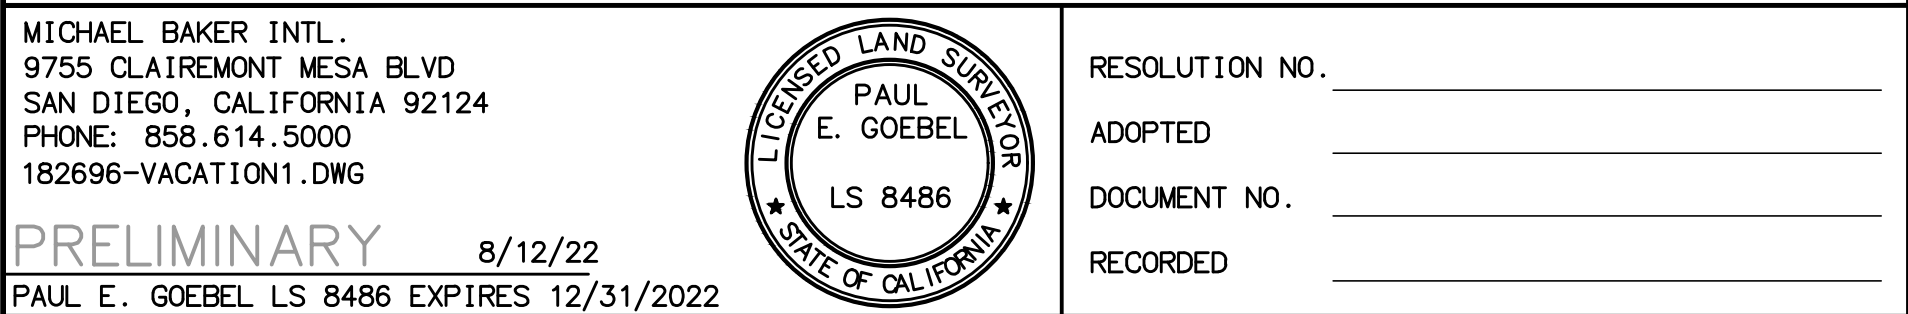 MICHAEL BAKER INTL.
9755 CLAIREMONT MESA BLVD
SAN DIEGO, CALIFORNIA 92124
PHONE: 858.614.5000
182696-VACATION1.DWG
PRELIMINARY 8/12/22
PAUL E. GOEBEL LS 8486 EXPIRES 12/31/2022
LICENSED LAND SURVEYOR
PAUL
E. GOEBEL
LS 8486
★ STATE OF CALIFORNIA ★
RESOLUTION NO.
ADOPTED
DOCUMENT NO.
RECORDED